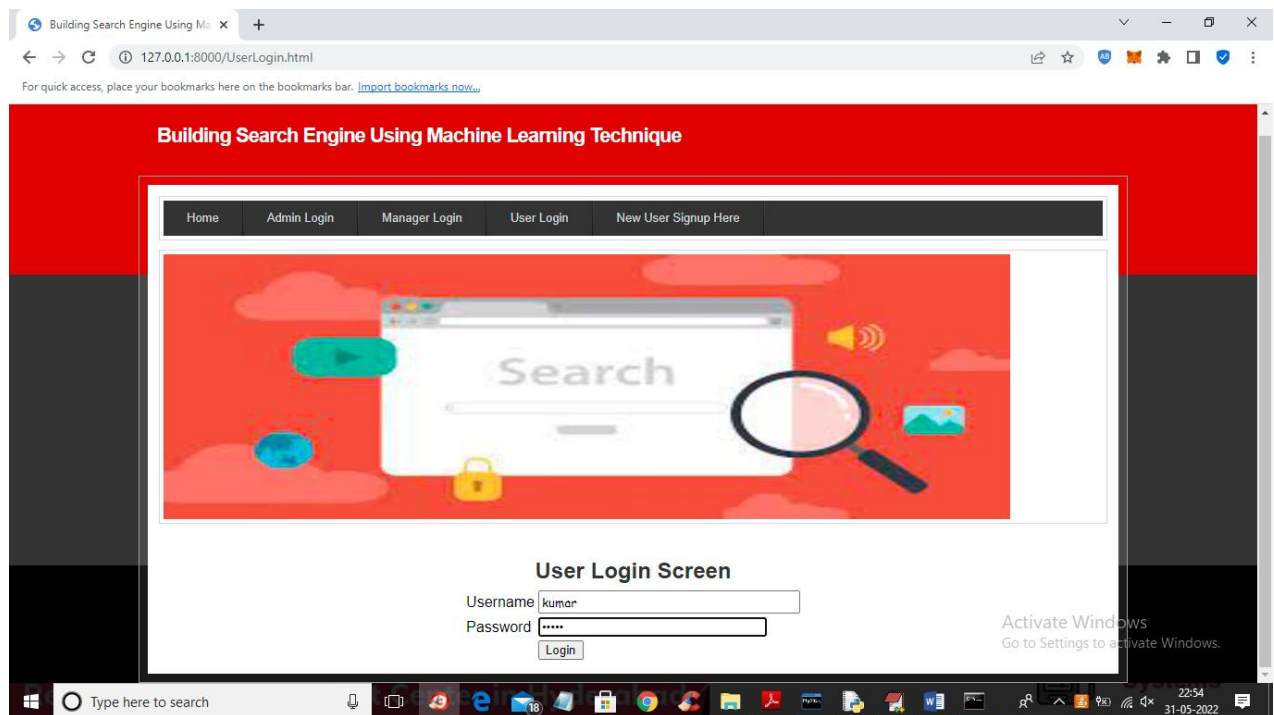 Building Search Engine Using Ma
127.0.0.1:8000/UserLogin.html
For quick access, place your bookmarks here on the bookmarks bar. Import bookmarks now...
Building Search Engine Using Machine Learning Technique
Home Admin Login Manager Login User Login New User Signup Here
Search
User Login Screen
Username kumar
Password •••••
Login
Activate Windows
Go to Settings to activate Windows.
Type here to search
18
22:54
31-05-2022